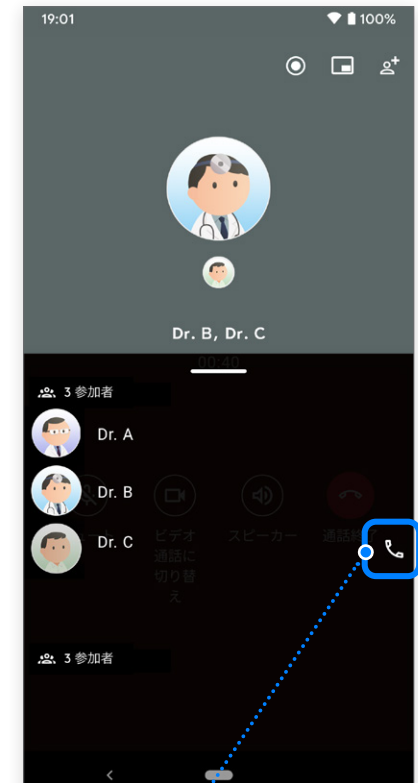 19:01 100%
Dr. B, Dr. C
00:40
3 参加者
Dr. A
Dr. B
Dr. C
ビデオ
通話に
切り替
え
スピーカー
3 参加者